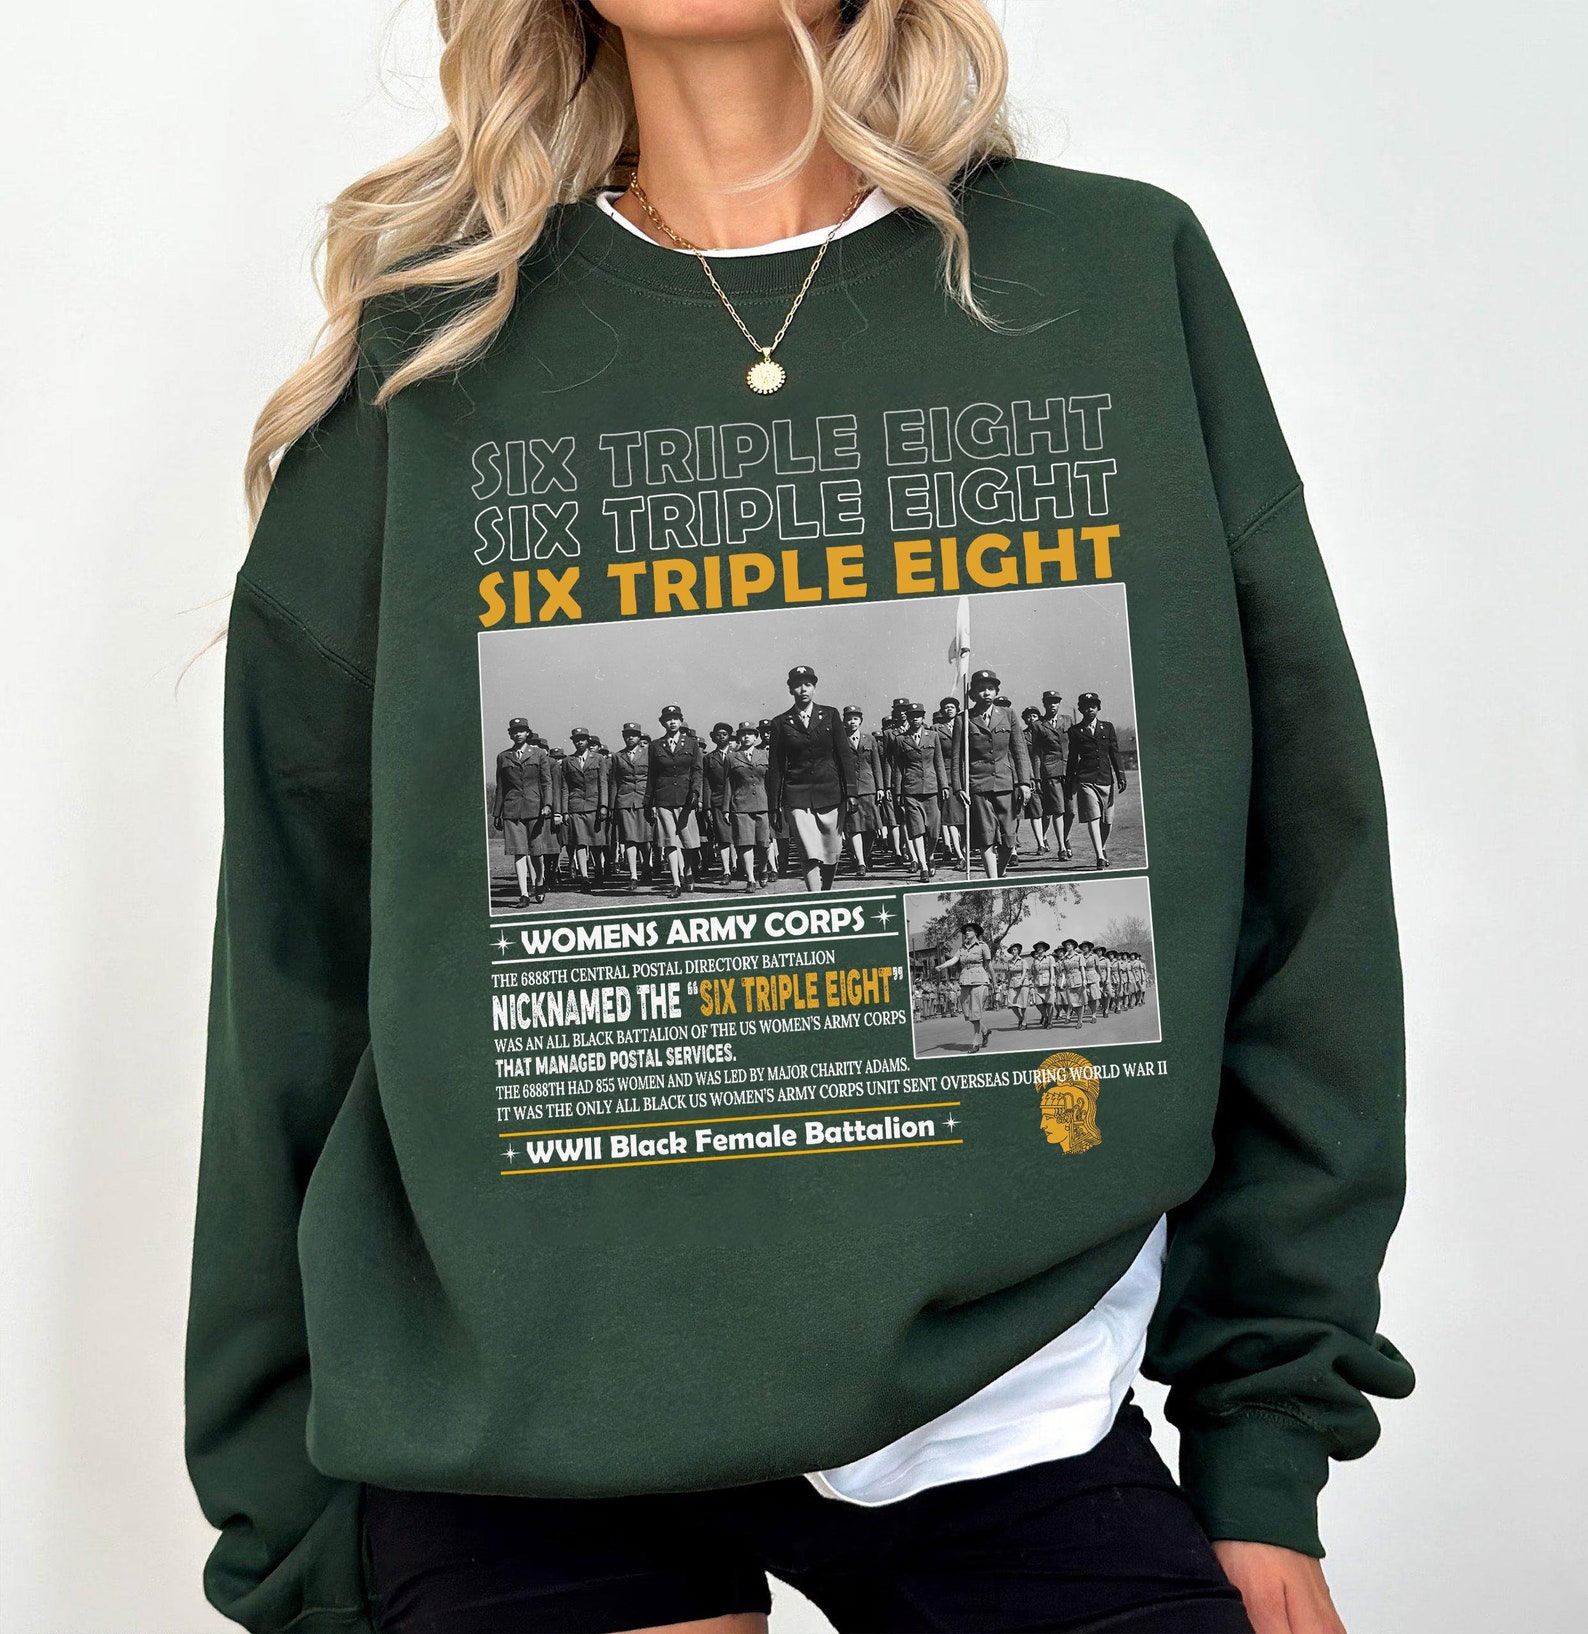 SIX TRIPLE EIGHT
SIX TRIPLE EIGHT
SIX TRIPLE EIGHT
WOMENS ARMY CORPS
THE 6888TH CENTRAL POSTAL DIRECTORY BATTALION
NICKNAMED THE “SIX TRIPLE EIGHT”
WAS AN ALL BLACK BATTALION OF THE US WOMEN'S ARMY CORPS
THAT MANAGED POSTAL SERVICES.
THE 6888TH HAD 855 WOMEN AND WAS LED BY MAJOR CHARITY ADAMS.
IT WAS THE ONLY ALL BLACK US WOMEN'S ARMY CORPS UNIT SENT OVERSEAS DURING WORLD WAR II
WWII Black Female Battalion